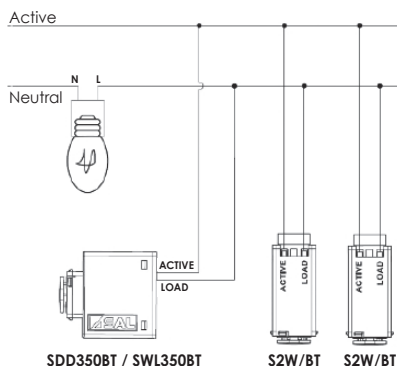 Active
N L
Neutral
ACTIVE
LOAD
SAL
ACTIVE
LOAD
ACTIVE
LOAD
SDD350BT / SWL350BT
S2W/BT
S2W/BT